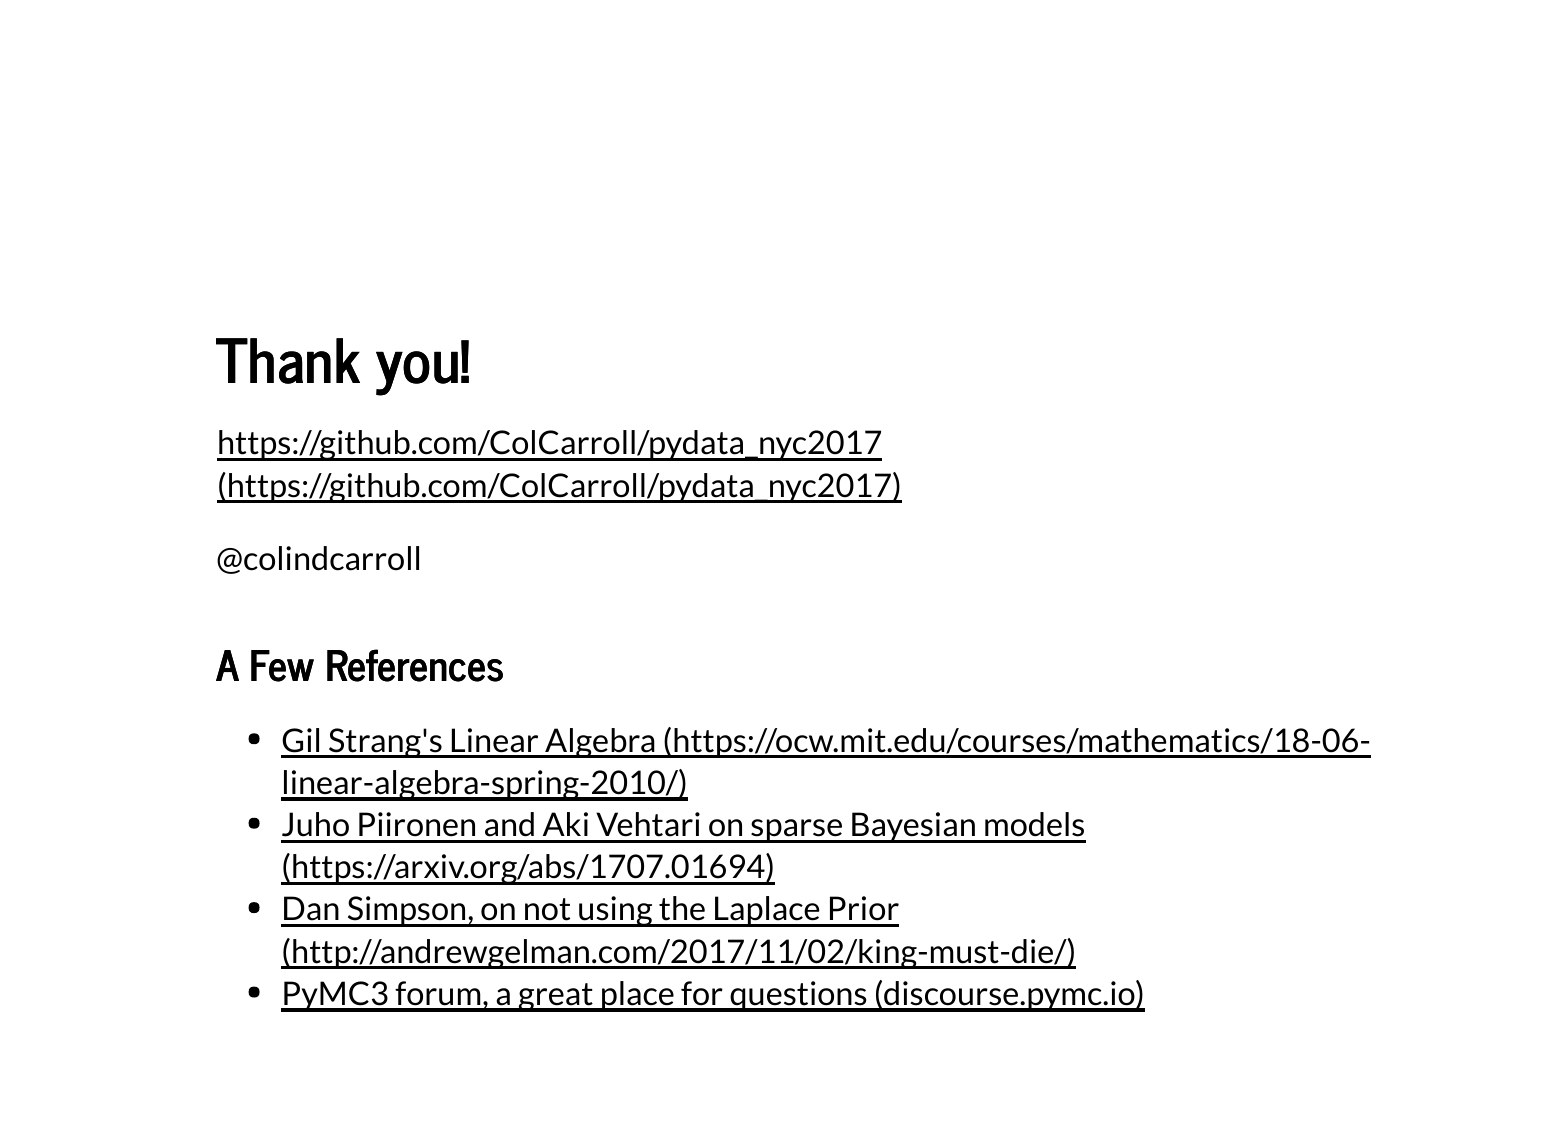 Thank you!
https://github.com/ColCarroll/pydata_nyc2017
(https://github.com/ColCarroll/pydata_nyc2017)
@colindcarroll
A Few References
• Gil Strang's Linear Algebra (https://ocw.mit.edu/courses/mathematics/18-06-
linear-algebra-spring-2010/)
• Juho Piironen and Aki Vehtari on sparse Bayesian models
(https://arxiv.org/abs/1707.01694)
• Dan Simpson, on not using the Laplace Prior
(http://andrewgelman.com/2017/11/02/king-must-die/)
• PyMC3 forum, a great place for questions (discourse.pymc.io)